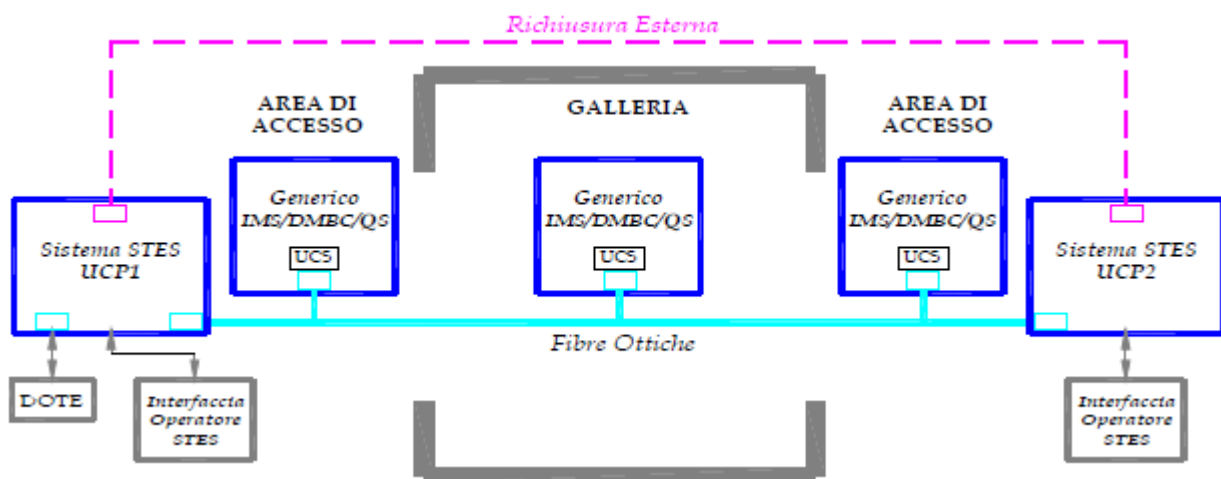 Richiusura Esterna
AREA DI
ACCESSO
GALLERIA
AREA DI
ACCESSO
Generico
IMS/DMBC/QS
UCS
Generico
IMS/DMBC/QS
UCS
Generico
IMS/DMBC/QS
UCS
Sistema STES
UCP1
Sistema STES
UCP2
Fibre Ottiche
DOTE
Interfaccia
Operatore
STES
Interfaccia
Operatore
STES